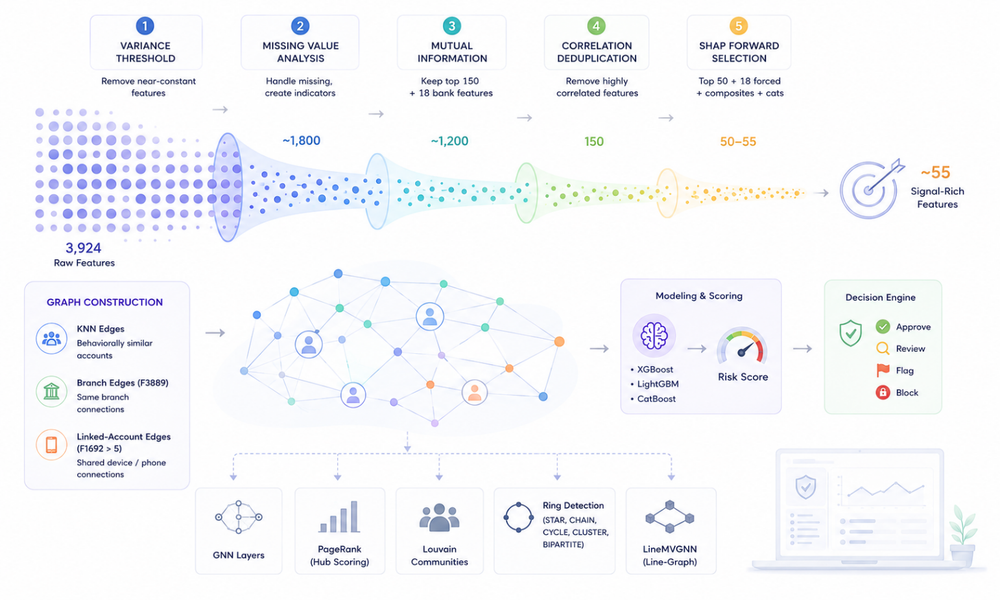 1
VARIANCE
THRESHOLD
Remove near-constant
features
2
MISSING VALUE
ANALYSIS
Handle missing,
create indicators
3
MUTUAL
INFORMATION
Keep top 150
+ 18 bank features
4
CORRELATION
DEDUPLICATION
Remove highly
correlated features
5
SHAP FORWARD
SELECTION
Top 50 + 18 forced
+ composites + cats
~1,800
~1,200
150
50–55
~55
Signal-Rich
Features
3,924
Raw Features
GRAPH CONSTRUCTION
KNN Edges
Behaviorally similar
accounts
Branch Edges (F3889)
Same branch
connections
Linked-Account Edges
(F1692 > 5)
Shared device / phone
connections
Modeling & Scoring
• XGBoost
• LightGBM
• CatBoost
Risk Score
Decision Engine
Approve
Review
Flag
Block
GNN Layers
PageRank
(Hub Scoring)
Louvain
Communities
Ring Detection
(STAR, CHAIN,
CYCLE, CLUSTER,
BIPARTITE)
LineMVGNN
(Line-Graph)